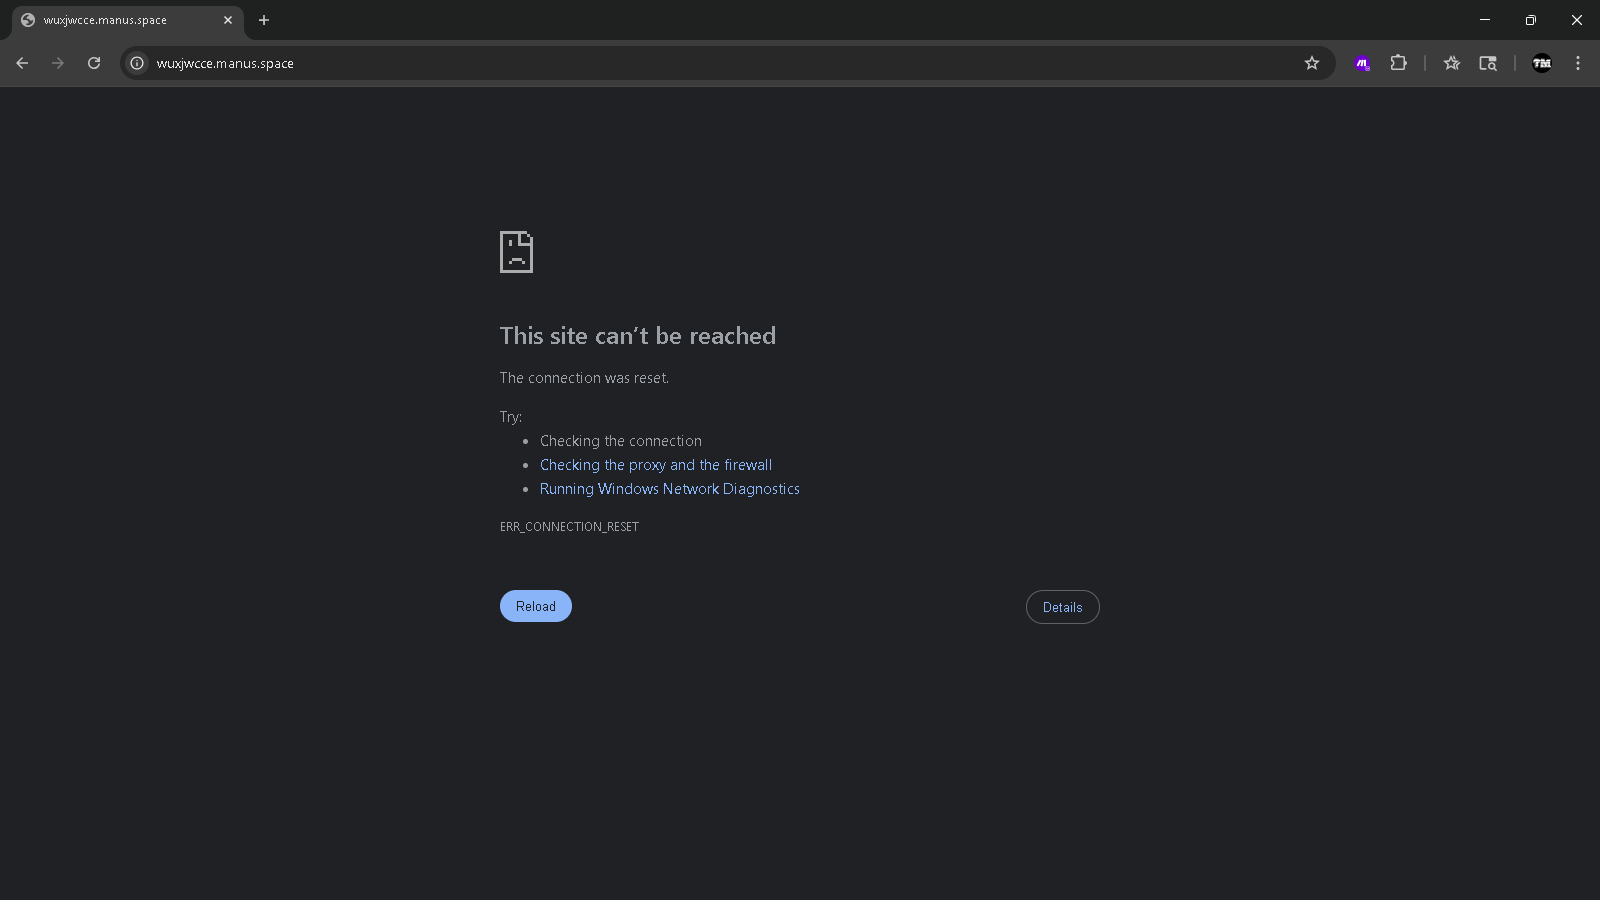 wuxjwcce.manus.space
wuxjwcce.manus.space
TM
This site can’t be reached
The connection was reset.
Try:
Checking the connection
Checking the proxy and the firewall
Running Windows Network Diagnostics
ERR_CONNECTION_RESET
Reload
Details